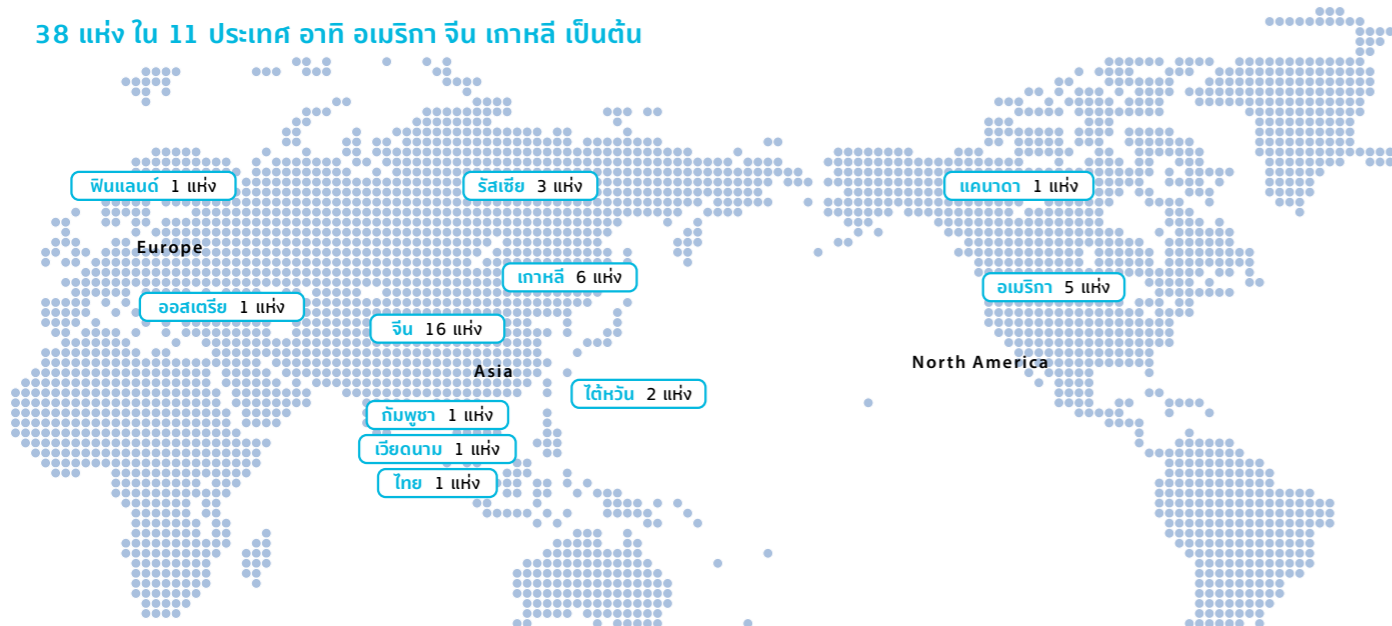 38 แห่ง ใน 11 ประเทศ อาทิ อเมริกา จีน เกาหลี เป็นต้น
ฟินแลนด์ 1 แห่ง
รัสเซีย 3 แห่ง
แคนาดา 1 แห่ง
Europe
เกาหลี 6 แห่ง
อเมริกา 5 แห่ง
ออสเตรีย 1 แห่ง
จีน 16 แห่ง
North America
Asia
ไต้หวัน 2 แห่ง
กัมพูชา 1 แห่ง
เวียดนาม 1 แห่ง
ไทย 1 แห่ง